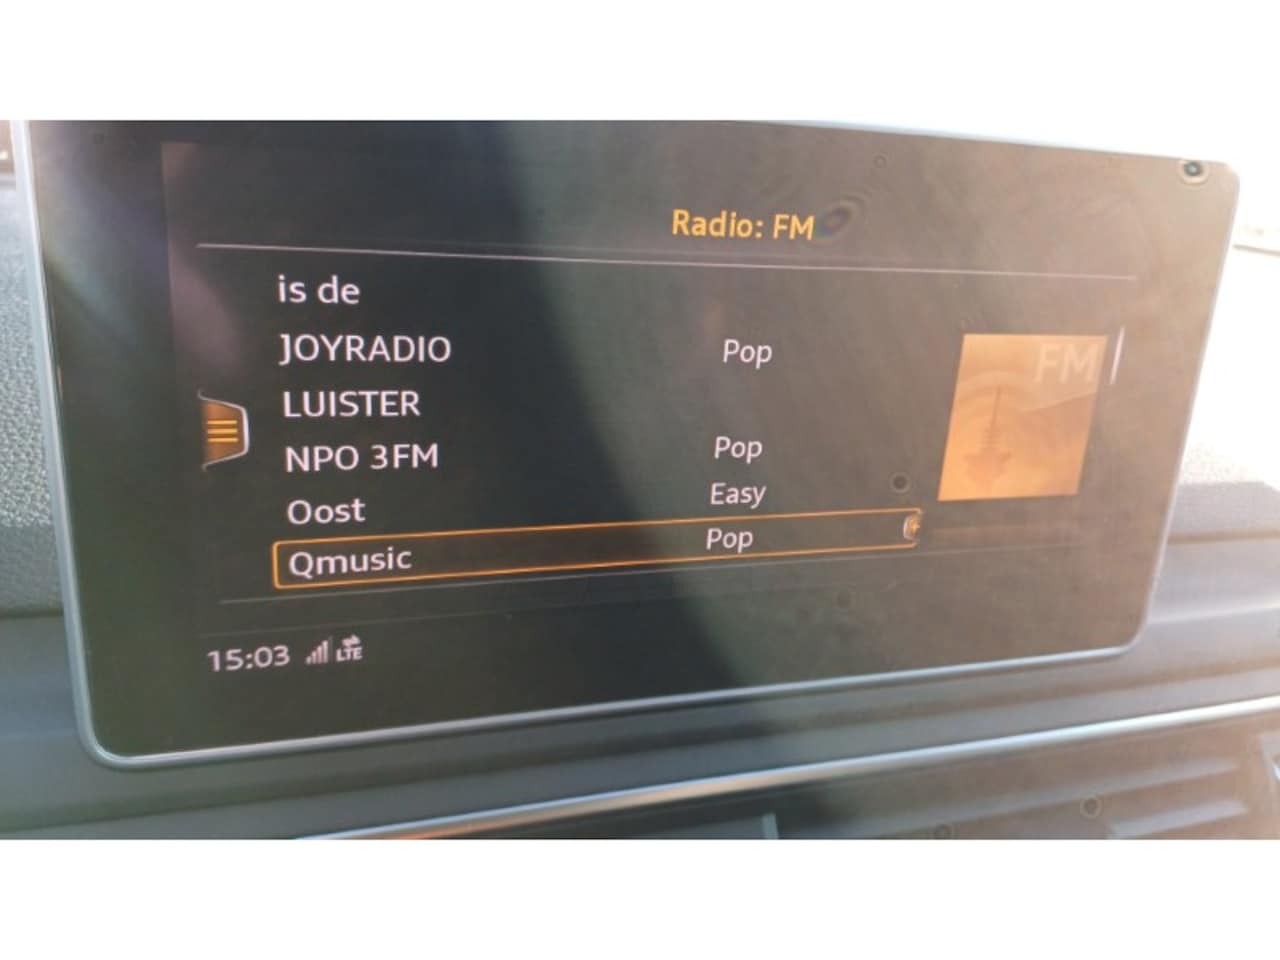 Radio: FM
is de
JOYRADIO Pop
FM
LUISTER
NPO 3FM Pop
Oost Easy
Qmusic Pop
15:03 LTE